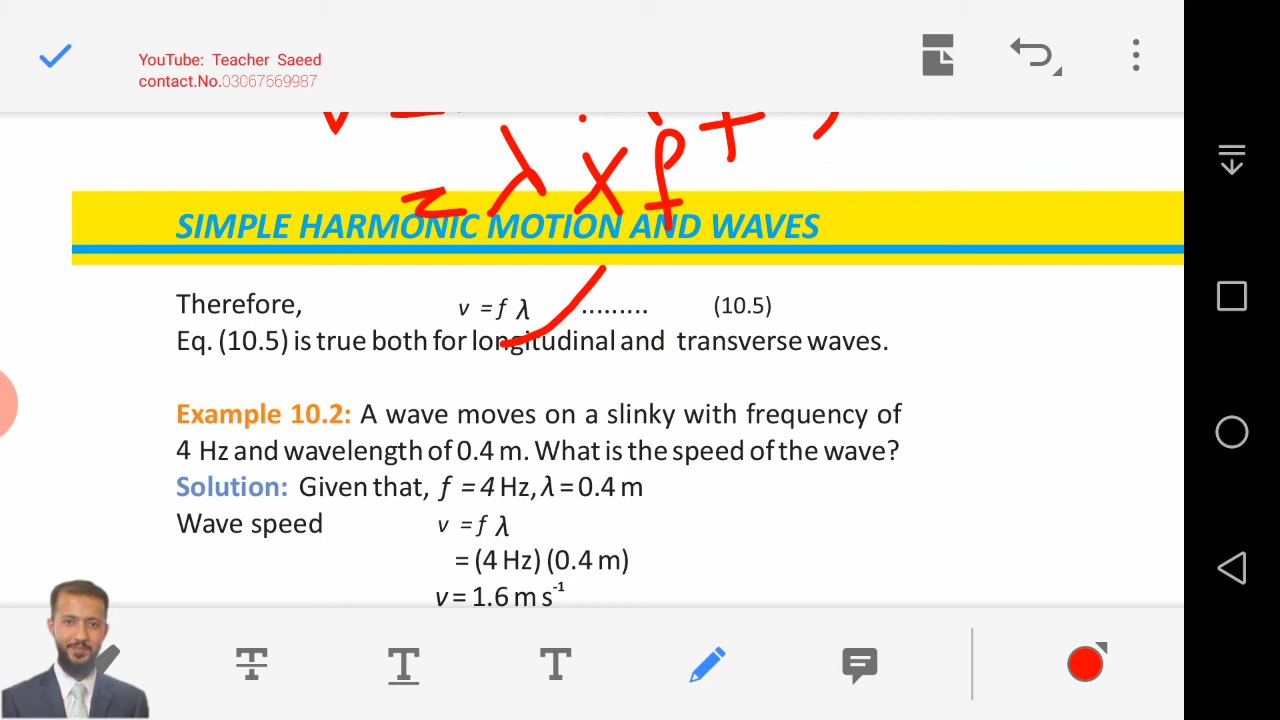 YouTube: Teacher Saeed
contact.No.03067669987
= λ x f
SIMPLE HARMONIC MOTION AND WAVES
Therefore, v = f λ ......... (10.5)
Eq. (10.5) is true both for longitudinal and transverse waves.
Example 10.2: A wave moves on a slinky with frequency of
4 Hz and wavelength of 0.4 m. What is the speed of the wave?
Solution: Given that, f = 4 Hz, λ = 0.4 m
Wave speed v = f λ
= (4 Hz) (0.4 m)
v = 1.6 m s⁻¹